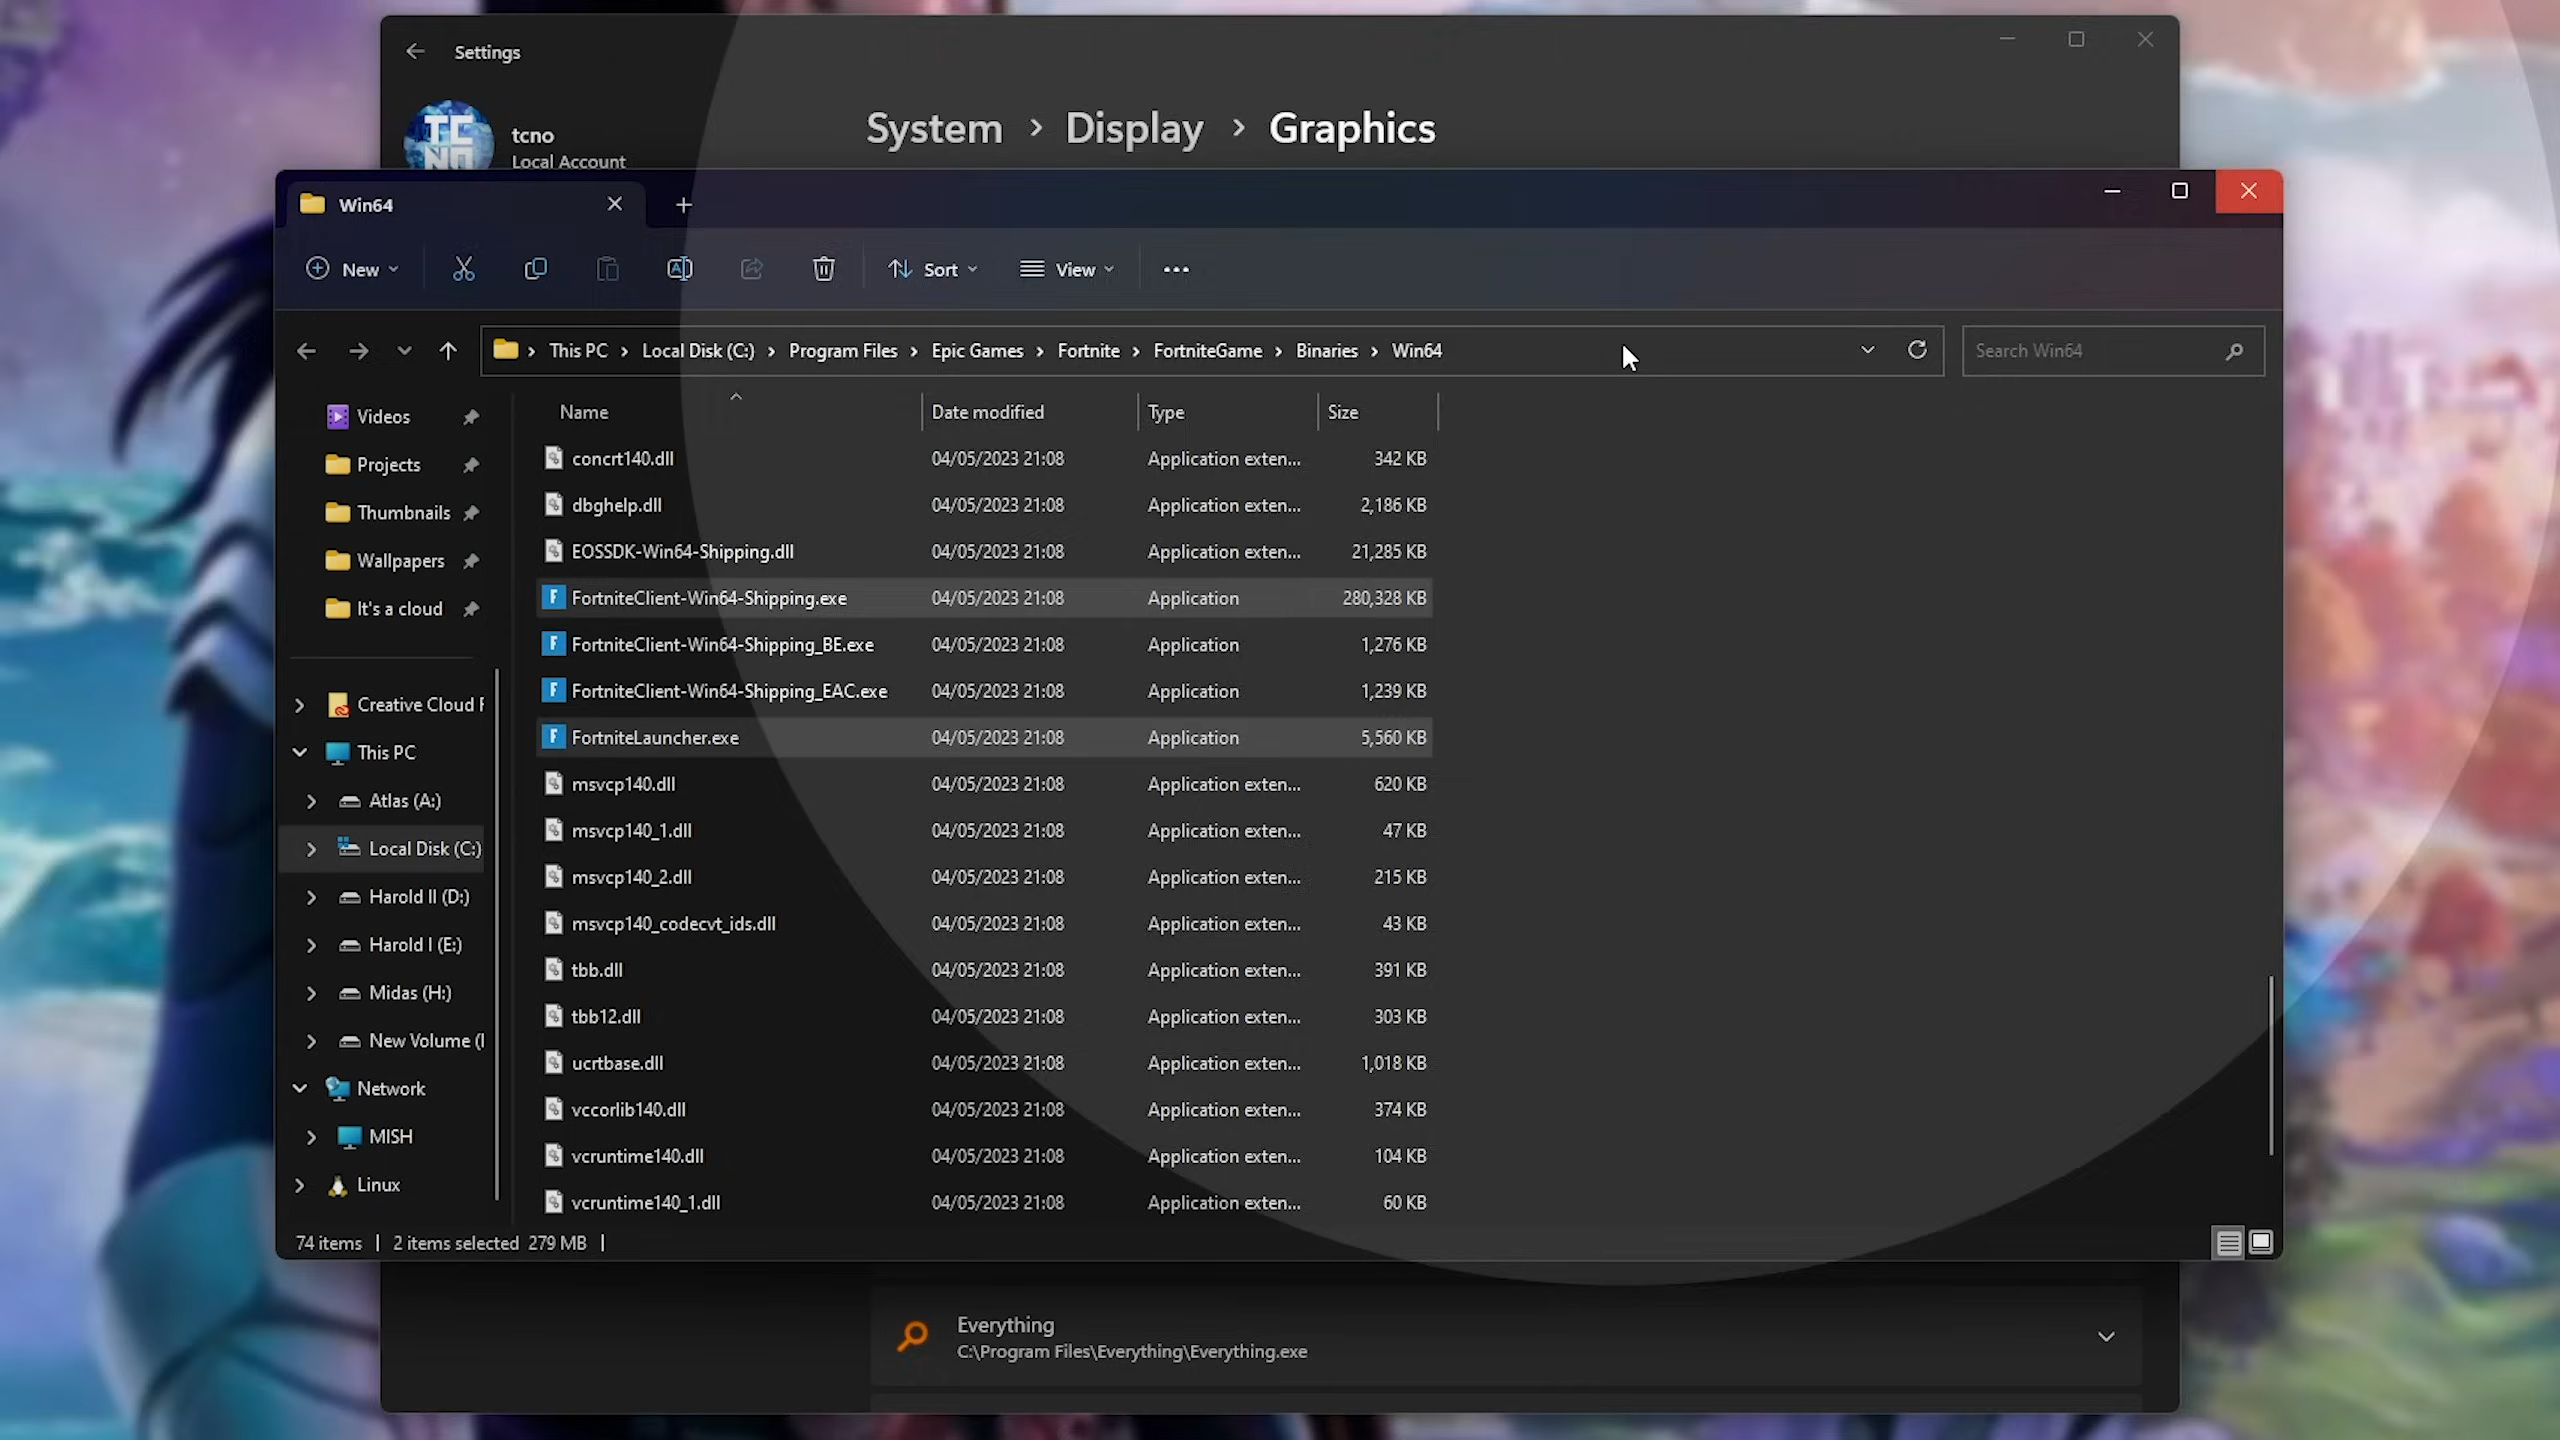 Settings
TC
NO
tcno
Local Account
System > Display > Graphics
Win64
New
Sort
View
This PC > Local Disk (C:) > Program Files > Epic Games > Fortnite > FortniteGame > Binaries > Win64
Search Win64
Videos
Projects
Thumbnails
Wallpapers
It's a cloud
Creative Cloud F
This PC
Atlas (A:)
Local Disk (C:)
Harold II (D:)
Harold I (E:)
Midas (H:)
New Volume (I
Network
MISH
Linux
Name Date modified Type Size
concrt140.dll 04/05/2023 21:08 Application exten... 342 KB
dbghelp.dll 04/05/2023 21:08 Application exten... 2,186 KB
EOSSDK-Win64-Shipping.dll 04/05/2023 21:08 Application exten... 21,285 KB
FortniteClient-Win64-Shipping.exe 04/05/2023 21:08 Application 280,328 KB
FortniteClient-Win64-Shipping_BE.exe 04/05/2023 21:08 Application 1,276 KB
FortniteClient-Win64-Shipping_EAC.exe 04/05/2023 21:08 Application 1,239 KB
FortniteLauncher.exe 04/05/2023 21:08 Application 5,560 KB
msvcp140.dll 04/05/2023 21:08 Application exten... 620 KB
msvcp140_1.dll 04/05/2023 21:08 Application exten... 47 KB
msvcp140_2.dll 04/05/2023 21:08 Application exten... 215 KB
msvcp140_codecvt_ids.dll 04/05/2023 21:08 Application exten... 43 KB
tbb.dll 04/05/2023 21:08 Application exten... 391 KB
tbb12.dll 04/05/2023 21:08 Application exten... 303 KB
ucrtbase.dll 04/05/2023 21:08 Application exten... 1,018 KB
vccorlib140.dll 04/05/2023 21:08 Application exten... 374 KB
vcruntime140.dll 04/05/2023 21:08 Application exten... 104 KB
vcruntime140_1.dll 04/05/2023 21:08 Application exten... 60 KB
74 items | 2 items selected 279 MB |
Everything
C:\Program Files\Everything\Everything.exe